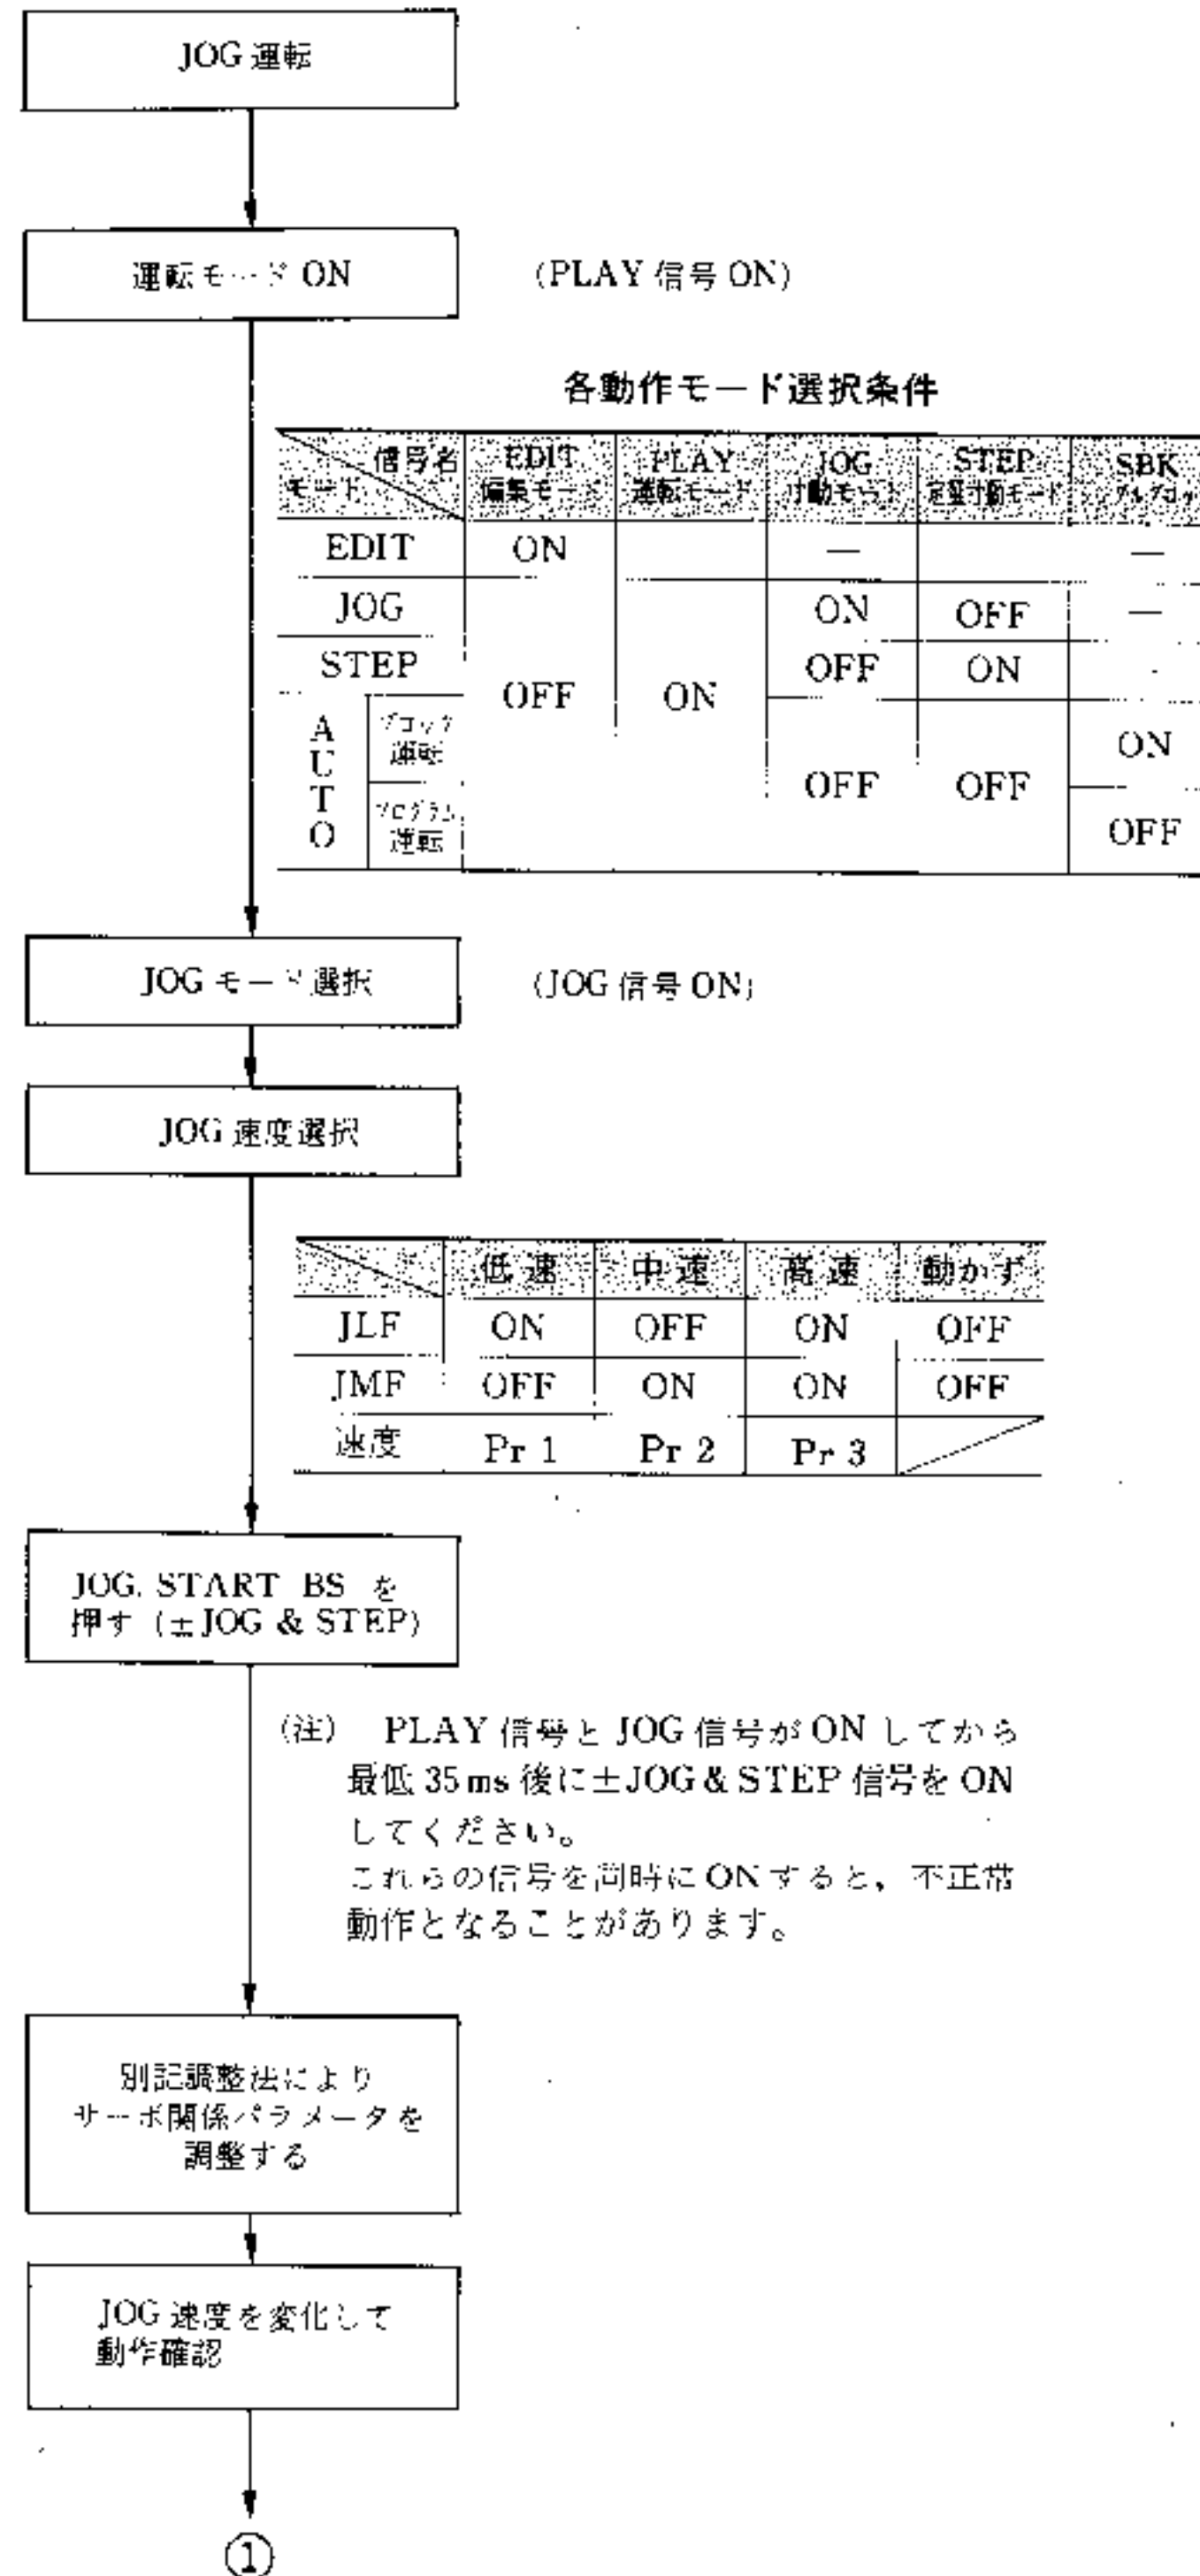 JOG 運転
運転モード ON
(PLAY 信号 ON)
各動作モード選択条件
信号名 EDIT PLAY JOG STEP SBK
モード 編集モード 運転モード 寸動モード 定量寸動モード
EDIT ON — —
JOG ON OFF —
STEP OFF ON
OFF ON
AUTO
ブロック
運転
ON
OFF OFF
プログラム
運転
OFF
JOG モード選択
(JOG 信号 ON)
JOG 速度選択
低速 中速 高速 動かず
JLF ON OFF ON OFF
JMF OFF ON ON OFF
速度 Pr 1 Pr 2 Pr 3
JOG. START BS を
押す (±JOG & STEP)
(注) PLAY 信号と JOG 信号が ON してから
最低 35 ms 後に±JOG & STEP 信号を ON
してください。
これらの信号を同時に ON すると, 不正常
動作となることがあります。
別記調整法により
サーボ関係パラメータを
調整する
JOG 速度を変化して
動作確認
①